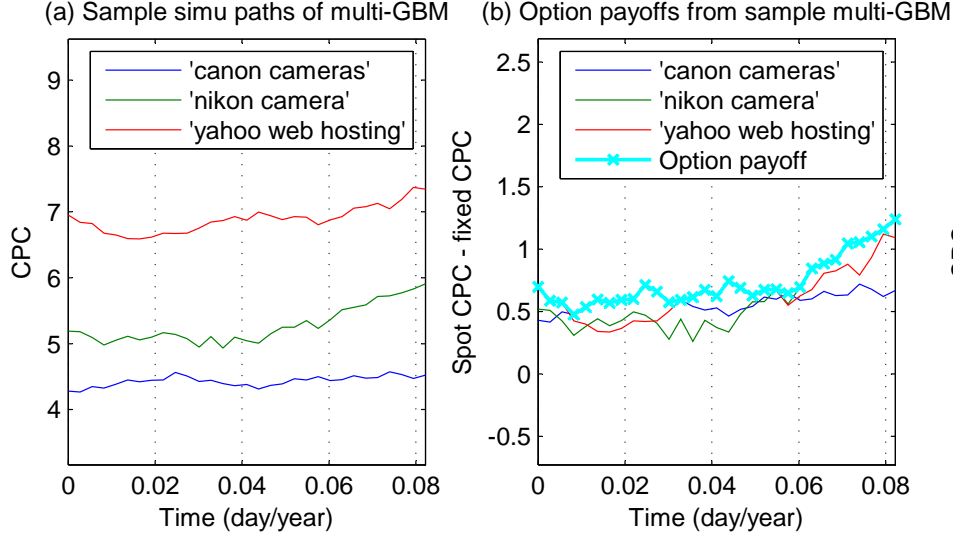 (a) Sample simu paths of multi-GBM
9
8
7
6
5
4
CPC
'canon cameras'
'nikon camera'
'yahoo web hosting'
0 0.02 0.04 0.06 0.08
Time (day/year)
(b) Option payoffs from sample multi-GBM
2.5
2
1.5
1
0.5
0
-0.5
Spot CPC - fixed CPC
'canon cameras'
'nikon camera'
'yahoo web hosting'
Option payoff
0 0.02 0.04 0.06 0.08
Time (day/year)